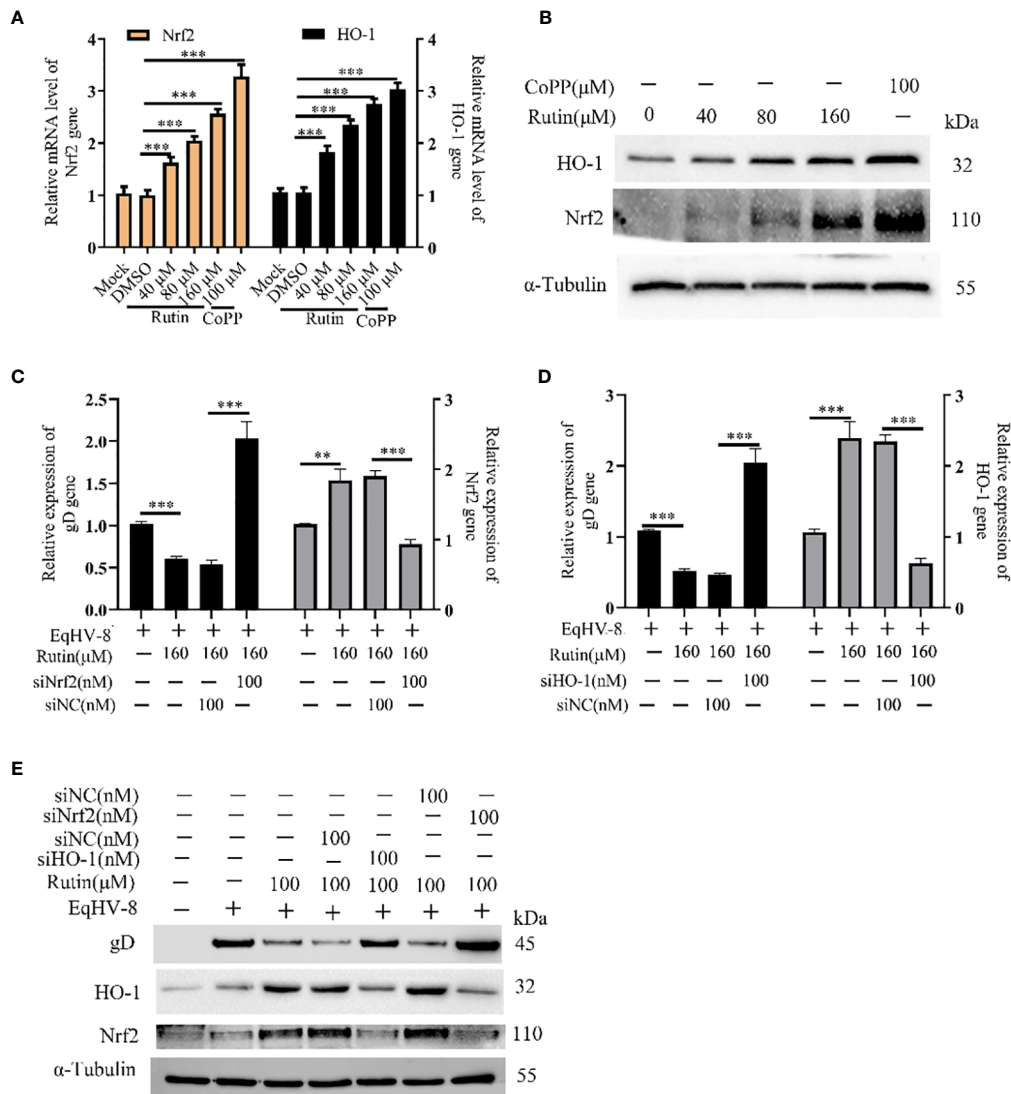 A
Nrf2
HO-1
Relative mRNA level of
Nrf2 gene
4
3
2
1
0
***
***
***
***
***
***
***
***
4
3
2
1
0
Relative mRNA level of
HO-1 gene
Mock
DMSO
40 μM
80 μM
160 μM
100 μM
Mock
DMSO
40 μM
80 μM
160 μM
100 μM
Rutin
CoPP
Rutin
CoPP
B
CoPP(μM) — — — — 100
Rutin(μM) 0 40 80 160 —
kDa
HO-1 32
Nrf2 110
α-Tubulin 55
C
Relative expression of
gD gene
2.5
2.0
1.5
1.0
0.5
0.0
***
***
**
***
3
2
1
0
Relative expression of
Nrf2 gene
EqHV-8 + + + + + + + +
Rutin(μM) — 160 160 160 — 160 160 160
siNrf2(nM) — — — 100 — — — 100
siNC(nM) — — 100 — — — 100 —
D
Relative expression of
gD gene
3
2
1
0
***
***
***
***
3
2
1
0
Relative expression of
HO-1 gene
EqHV-8 + + + + + + + +
Rutin(μM) — 160 160 160 — 160 160 160
siHO-1(nM) — — — 100 — — — 100
siNC(nM) — — 100 — — — 100 —
E
siNC(nM) — — — — — 100 —
siNrf2(nM) — — — — — — 100
siNC(nM) — — — 100 — — —
siHO-1(nM) — — — — 100 — —
Rutin(μM) — — 100 100 100 100 100
EqHV-8 — + + + + + +
kDa
gD 45
HO-1 32
Nrf2 110
α-Tubulin 55